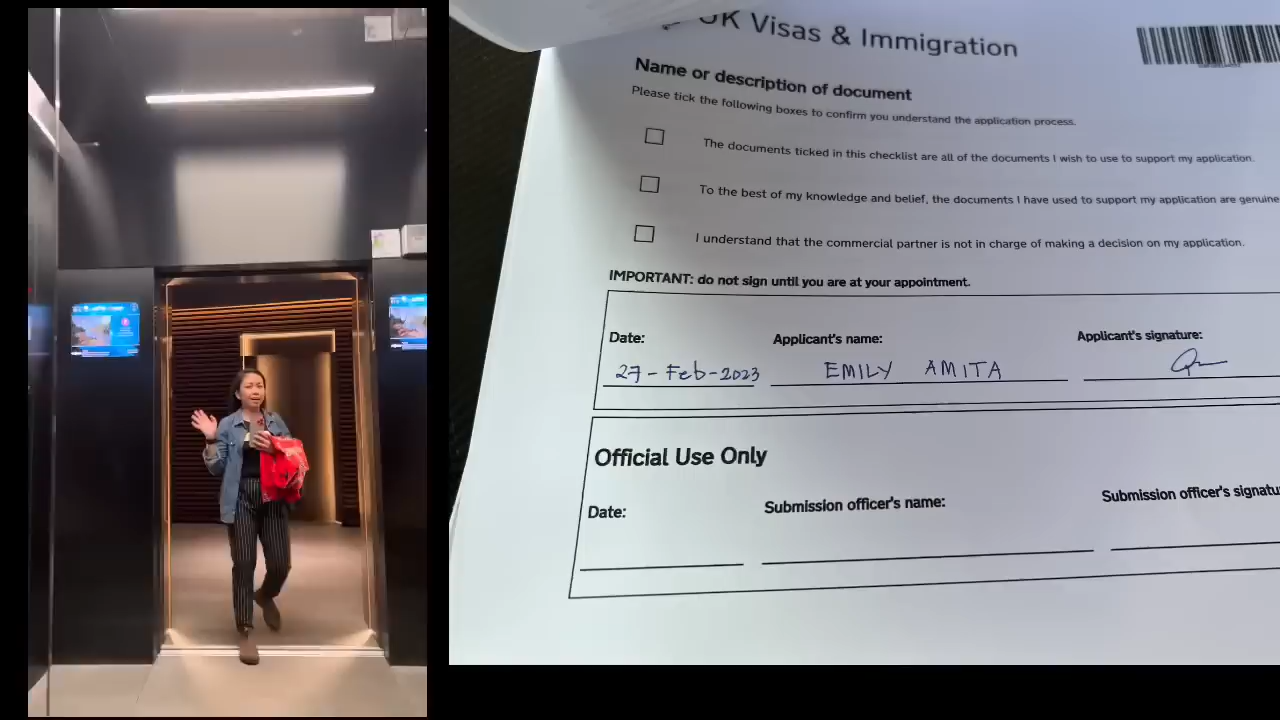 UK Visas & Immigration
Name or description of document
Please tick the following boxes to confirm you understand the application process.
The documents ticked in this checklist are all of the documents I wish to use to support my application.
To the best of my knowledge and belief, the documents I have used to support my application are genuine
I understand that the commercial partner is not in charge of making a decision on my application.
IMPORTANT: do not sign until you are at your appointment.
Date: Applicant's name: Applicant's signature:
27-Feb-2023 EMILY AMITA
Official Use Only
Date: Submission officer's name: Submission officer's signatu